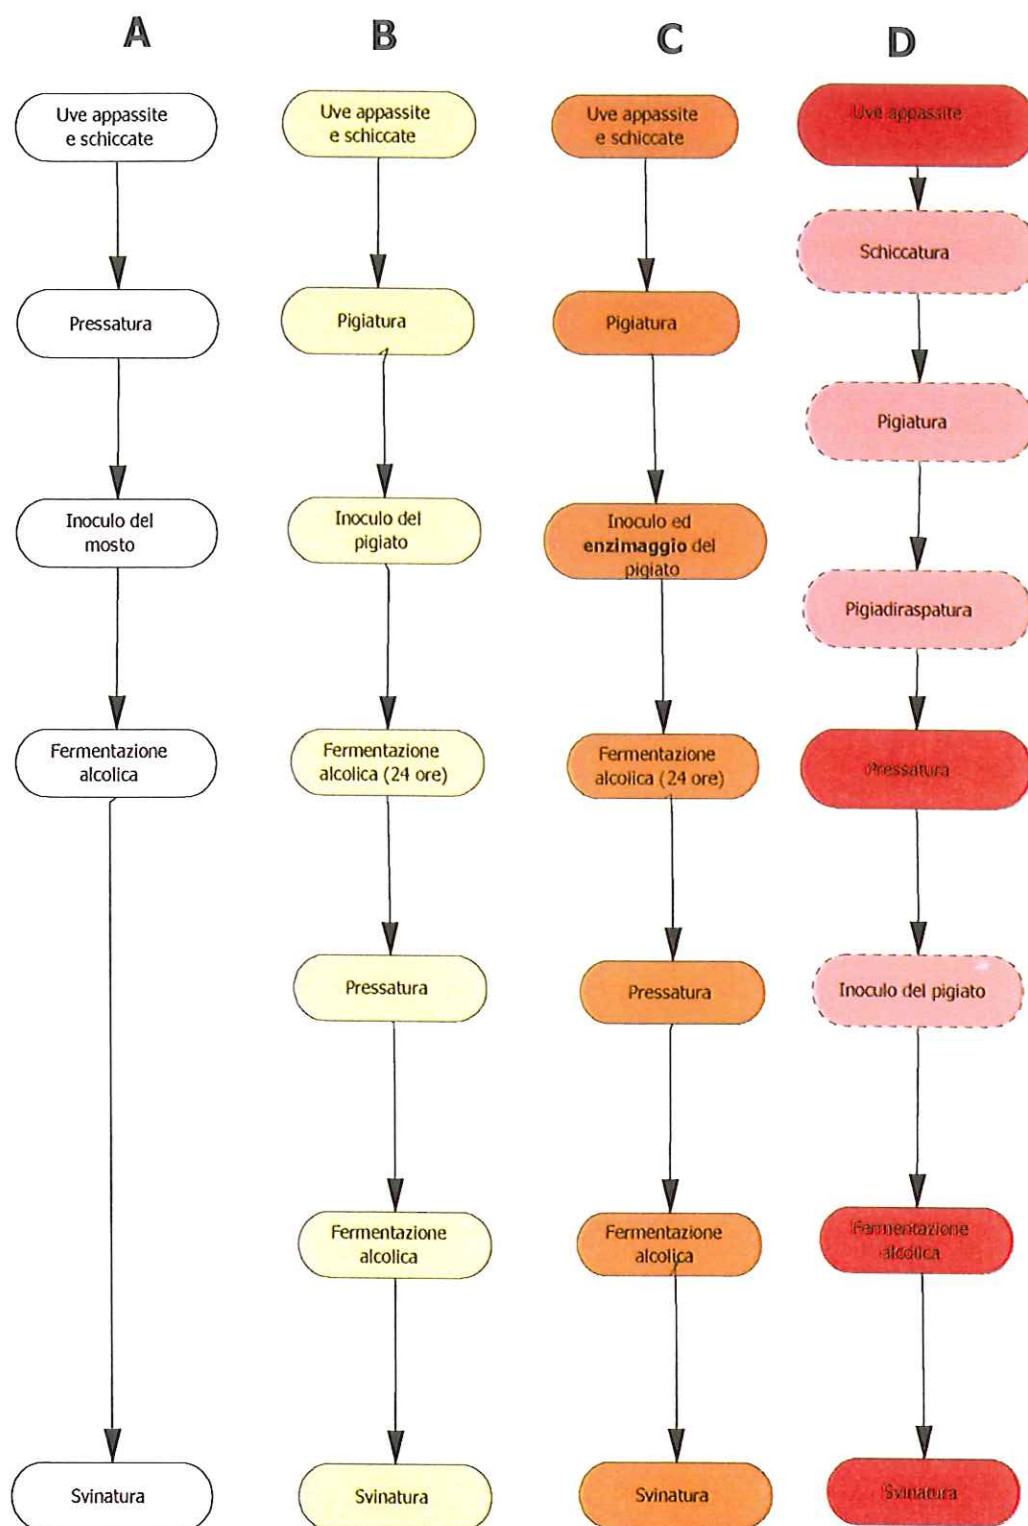 A
Uve appassite
e schiccate
Pressatura
Inoculo del
mosto
Fermentazione
alcolica
Svinatura
B
Uve appassite
e schiccate
Pigiatura
Inoculo del
pigiato
Fermentazione
alcolica (24 ore)
Pressatura
Fermentazione
alcolica
Svinatura
C
Uve appassite
e schiccate
Pigiatura
Inoculo ed
enzimaggio del
pigiato
Fermentazione
alcolica (24 ore)
Pressatura
Fermentazione
alcolica
Svinatura
D
Uve appassite
Schiccatura
Pigiatura
Pigiadiraspatura
Pressatura
Inoculo del pigiato
Fermentazione
alcolica
Svinatura